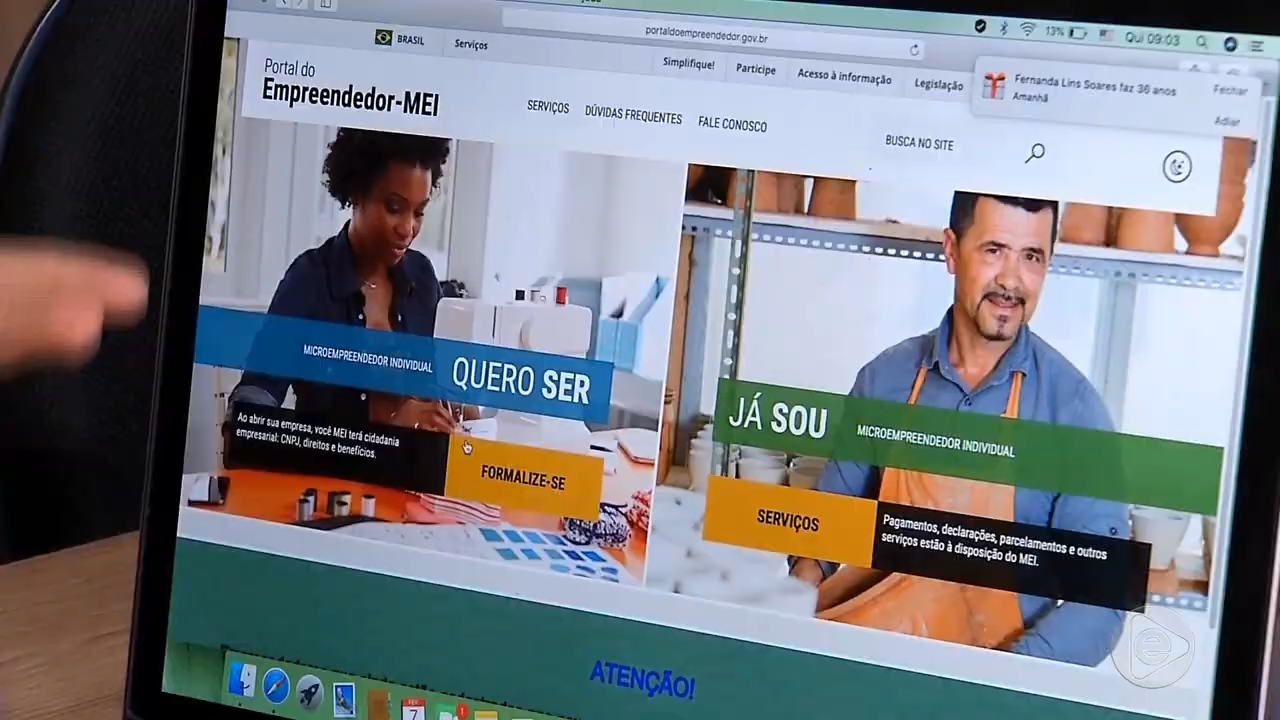 portaldoempreendedor.gov.br
13%
Qui 09:03
BRASIL
Serviços
Simplifique!
Participe
Acesso à informação
Legislação
Fernanda Lins Soares faz 36 anos
Amanhã
Fechar
Adiar
Portal do
Empreendedor-MEI
SERVIÇOS
DÚVIDAS FREQUENTES
FALE CONOSCO
BUSCA NO SITE
MICROEMPREENDEDOR INDIVIDUAL
QUERO SER
Ao abrir sua empresa, você MEI terá cidadania
empresarial: CNPJ, direitos e benefícios.
FORMALIZE-SE
JÁ SOU
MICROEMPREENDEDOR INDIVIDUAL
SERVIÇOS
Pagamentos, declarações, parcelamentos e outros
serviços estão à disposição do MEI.
ATENÇÃO!
FEV
7
1
e